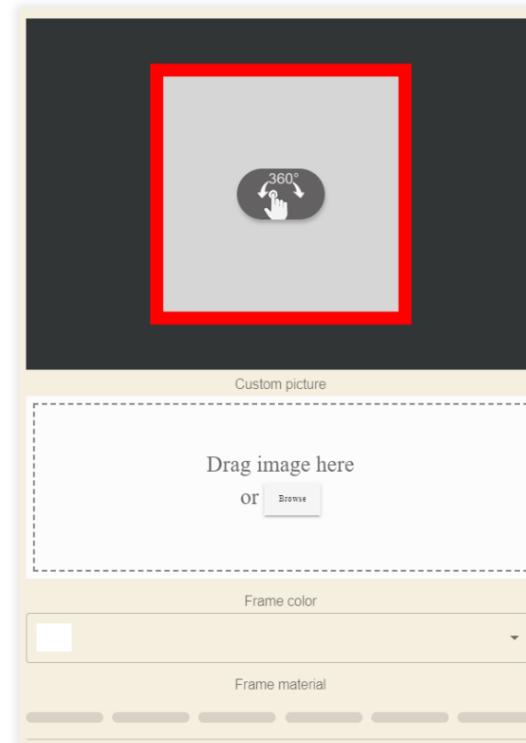 360°
Custom picture
Drag image here
or Browse
Frame color
Frame material